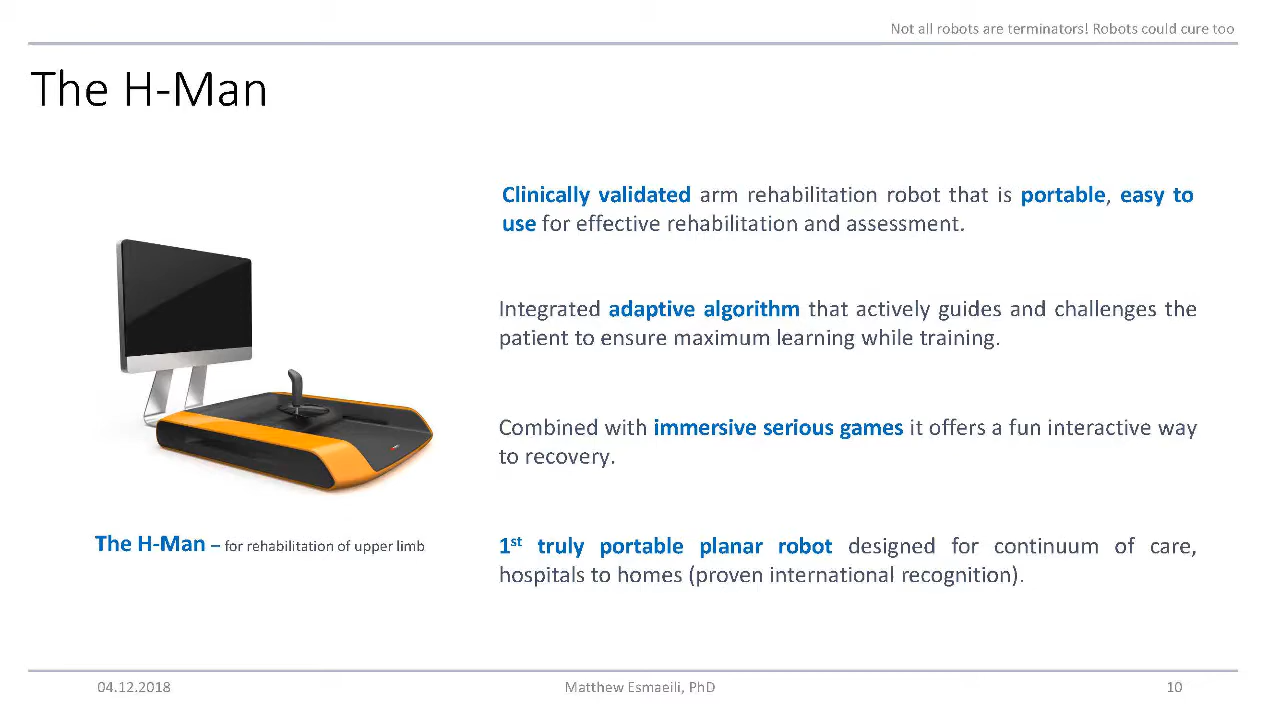 Not all robots are terminators! Robots could cure too
The H-Man
Clinically validated arm rehabilitation robot that is portable, easy to
use for effective rehabilitation and assessment.
Integrated adaptive algorithm that actively guides and challenges the
patient to ensure maximum learning while training.
Combined with immersive serious games it offers a fun interactive way
to recovery.
The H-Man – for rehabilitation of upper limb
1st truly portable planar robot designed for continuum of care,
hospitals to homes (proven international recognition).
04.12.2018
Matthew Esmaeili, PhD
10